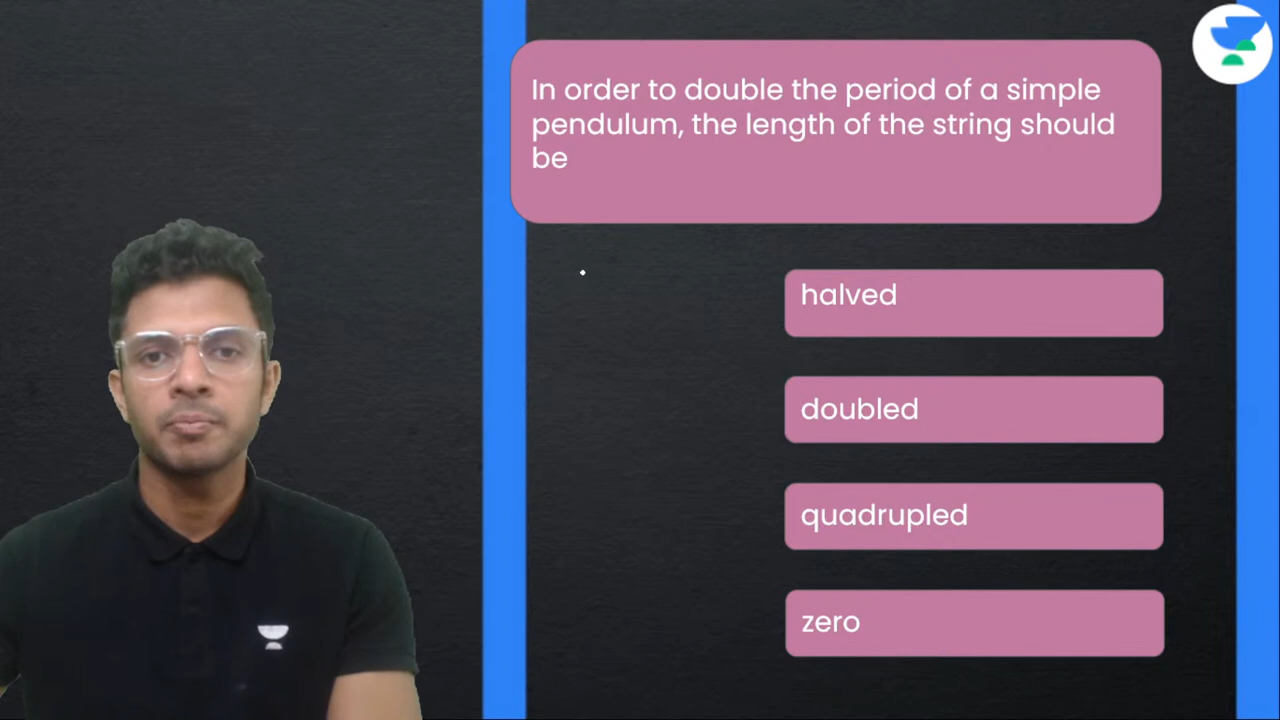 In order to double the period of a simple
pendulum, the length of the string should
be
halved
doubled
quadrupled
zero